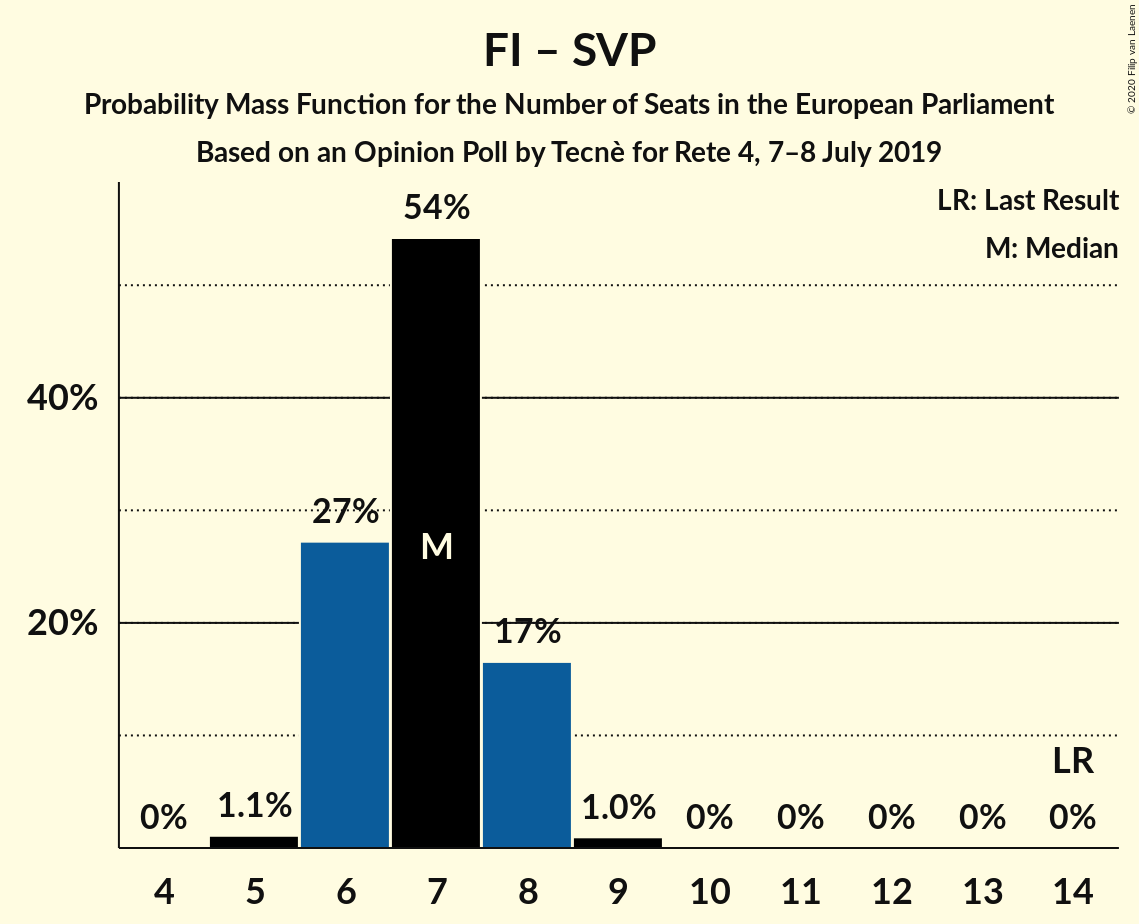 FI – SVP
Probability Mass Function for the Number of Seats in the European Parliament
Based on an Opinion Poll by Tecnè for Rete 4, 7–8 July 2019
© 2020 Filip van Laenen
LR: Last Result
M: Median
54%
40%
27%
M
20%
17%
LR
0% 1.1% 1.0% 0% 0% 0% 0% 0%
4 5 6 7 8 9 10 11 12 13 14